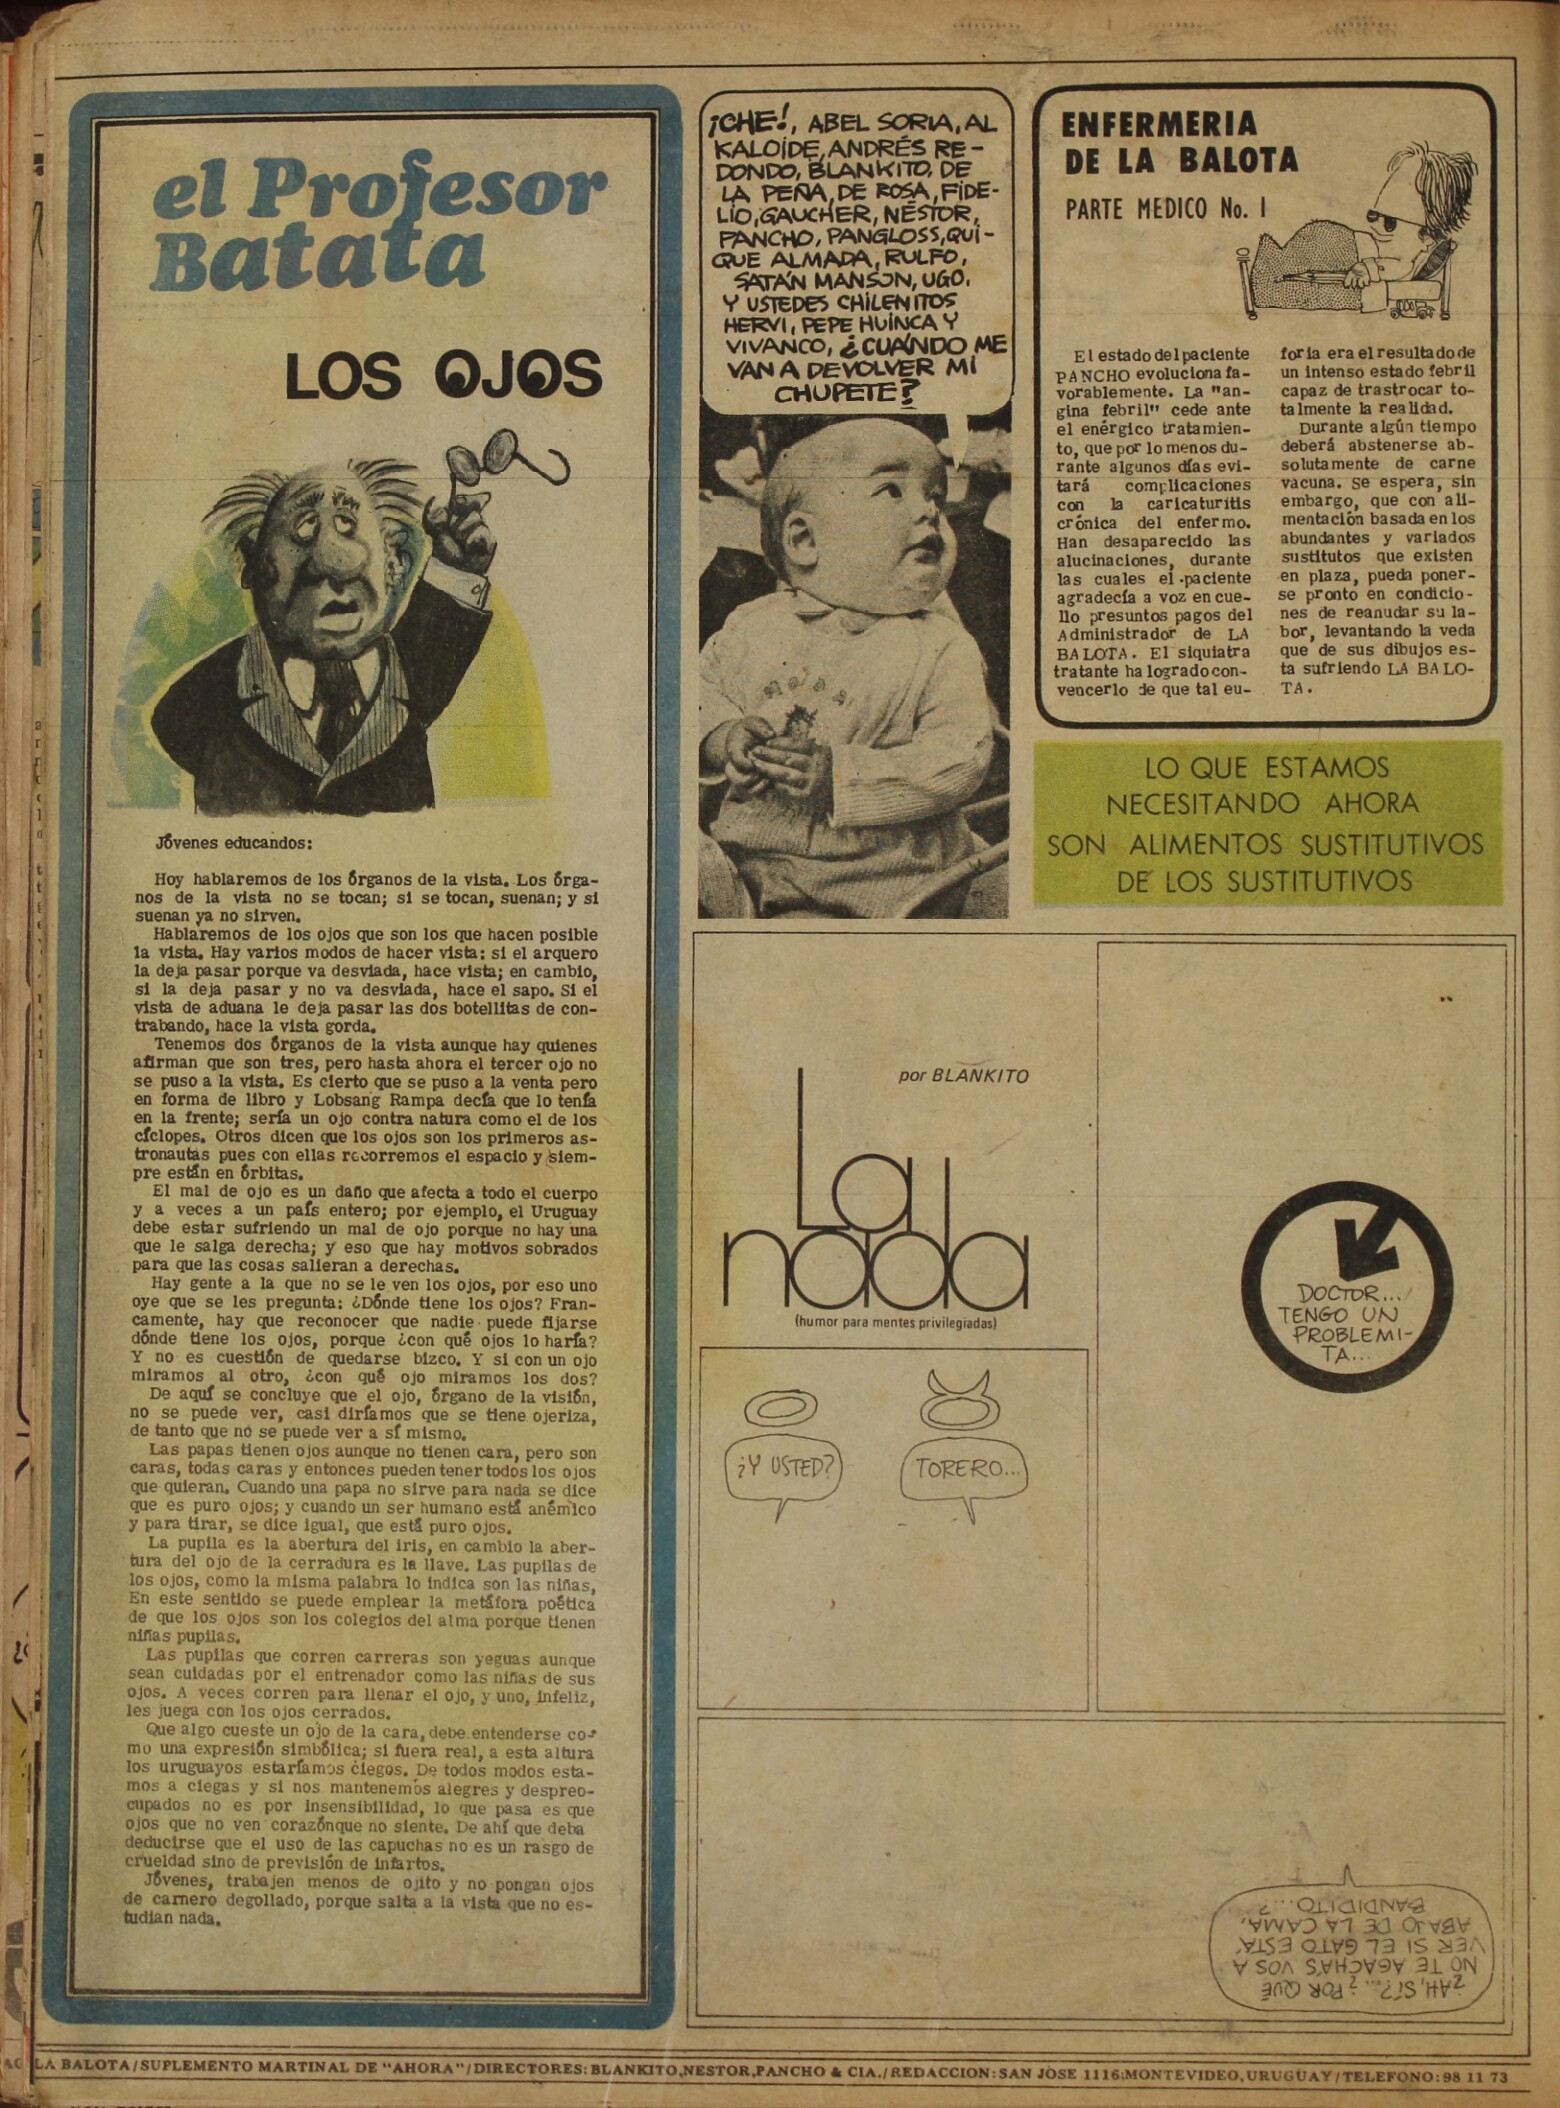 el Profesor
Batata
LOS OJOS
Jóvenes educandos:
Hoy hablaremos de los órganos de la vista. Los órga-
nos de la vista no se tocan; si se tocan, suenan; y si
suenan ya no sirven.
Hablaremos de los ojos que son los que hacen posible
la vista. Hay varios modos de hacer vista: si el arquero
la deja pasar porque va desviada, hace vista; en cambio,
si la deja pasar y no va desviada, hace el sapo. Si el
vista de aduana le deja pasar las dos botellitas de con-
trabando, hace la vista gorda.
Tenemos dos órganos de la vista aunque hay quienes
afirman que son tres, pero hasta ahora el tercer ojo no
se puso a la vista. Es cierto que se puso a la venta pero
en forma de libro y Lobsang Rampa decía que lo tenía
en la frente; sería un ojo contra natura como el de los
cíclopes. Otros dicen que los ojos son los primeros as-
tronautas pues con ellas recorremos el espacio y siem-
pre están en órbitas.
El mal de ojo es un daño que afecta a todo el cuerpo
y a veces a un país entero; por ejemplo, el Uruguay
debe estar sufriendo un mal de ojo porque no hay una
que le salga derecha; y eso que hay motivos sobrados
para que las cosas salieran a derechas.
Hay gente a la que no se le ven los ojos, por eso uno
oye que se les pregunta: ¿Dónde tiene los ojos? Fran-
camente, hay que reconocer que nadie puede fijarse
dónde tiene los ojos, porque ¿con qué ojos lo haría?
Y no es cuestión de quedarse bizco. Y si con un ojo
miramos al otro, ¿con qué ojo miramos los dos?
De aquí se concluye que el ojo, órgano de la visión,
no se puede ver, casi diríamos que se tiene ojeriza,
de tanto que no se puede ver a sí mismo.
Las papas tienen ojos aunque no tienen cara, pero son
caras, todas caras y entonces pueden tener todos los ojos
que quieran. Cuando una papa no sirve para nada se dice
que es puro ojos; y cuando un ser humano está anémico
y para tirar, se dice igual, que está puro ojos.
La pupila es la abertura del iris, en cambio la aber-
tura del ojo de la cerradura es la llave. Las pupilas de
los ojos, como la misma palabra lo indica son las niñas,
En este sentido se puede emplear la metáfora poética
de que los ojos son los colegios del alma porque tienen
niñas pupilas.
Las pupilas que corren carreras son yeguas aunque
sean cuidadas por el entrenador como las niñas de sus
ojos. A veces corren para llenar el ojo, y uno, infeliz,
les juega con los ojos cerrados.
Que algo cueste un ojo de la cara, debe entenderse co-
mo una expresión simbólica; si fuera real, a esta altura
los uruguayos estaríamos ciegos. De todos modos esta-
mos a ciegas y si nos mantenemos alegres y despreo-
cupados no es por insensibilidad, lo que pasa es que
ojos que no ven corazónque no siente. De ahí que deba
deducirse que el uso de las capuchas no es un rasgo de
crueldad sino de previsión de infartos.
Jóvenes, trabajen menos de ojito y no pongan ojos
de carnero degollado, porque salta a la vista que no es-
tudian nada.
¡CHE!, ABEL SORIA, AL
KALOIDE, ANDRÉS RE-
DONDO, BLANKITO, DE
LA PEÑA, DE ROSA, FIDE-
LIO, GAUCHER, NÉSTOR,
PANCHO, PANGLOSS, QUI-
QUE ALMADA, RULFO,
SATÁN MANSON, UGO.
Y USTEDES CHILENITOS
HERVI, PEPE HUINCA Y
VIVANCO, ¿CUÁNDO ME
VAN A DEVOLVER MI
CHUPETE?
ENFERMERIA
DE LA BALOTA
PARTE MEDICO No. 1
El estado del paciente
PANCHO evoluciona fa-
vorablemente. La "an-
gina febril" cede ante
el enérgico tratamien-
to, que por lo menos du-
rante algunos días evi-
tará complicaciones
con la caricaturitis
crónica del enfermo.
Han desaparecido las
alucinaciones, durante
las cuales el paciente
agradecía a voz en cue-
llo presuntos pagos del
Administrador de LA
BALOTA. El siquiatra
tratante ha logrado con-
vencerlo de que tal eu-
foria era el resultado de
un intenso estado febril
capaz de trastrocar to-
talmente la realidad.
Durante algún tiempo
deberá abstenerse ab-
solutamente de carne
vacuna. Se espera, sin
embargo, que con ali-
mentación basada en los
abundantes y variados
sustitutos que existen
en plaza, pueda poner-
se pronto en condicio-
nes de reanudar su la-
bor, levantando la veda
que de sus dibujos es-
ta sufriendo LA BALO-
TA.
LO QUE ESTAMOS
NECESITANDO AHORA
SON ALIMENTOS SUSTITUTIVOS
DE LOS SUSTITUTIVOS
por BLANKITO
La
nada
(humor para mentes privilegiadas)
¿Y USTED?
TORERO...
DOCTOR...
TENGO UN
PROBLEMI-
TA...
¿AH, SÍ?... ¿POR QUÉ
NO TE AGACHÁS VOS A
VER SI EL GATO ESTÁ
ABAJO DE LA CAMA,
BANDIDITO...?
LA BALOTA/SUPLEMENTO MARTINAL DE "AHORA"/DIRECTORES: BLANKITO, NESTOR, PANCHO & CIA./REDACCION: SAN JOSE 1116; MONTEVIDEO, URUGUAY/TELEFONO: 98 11 73